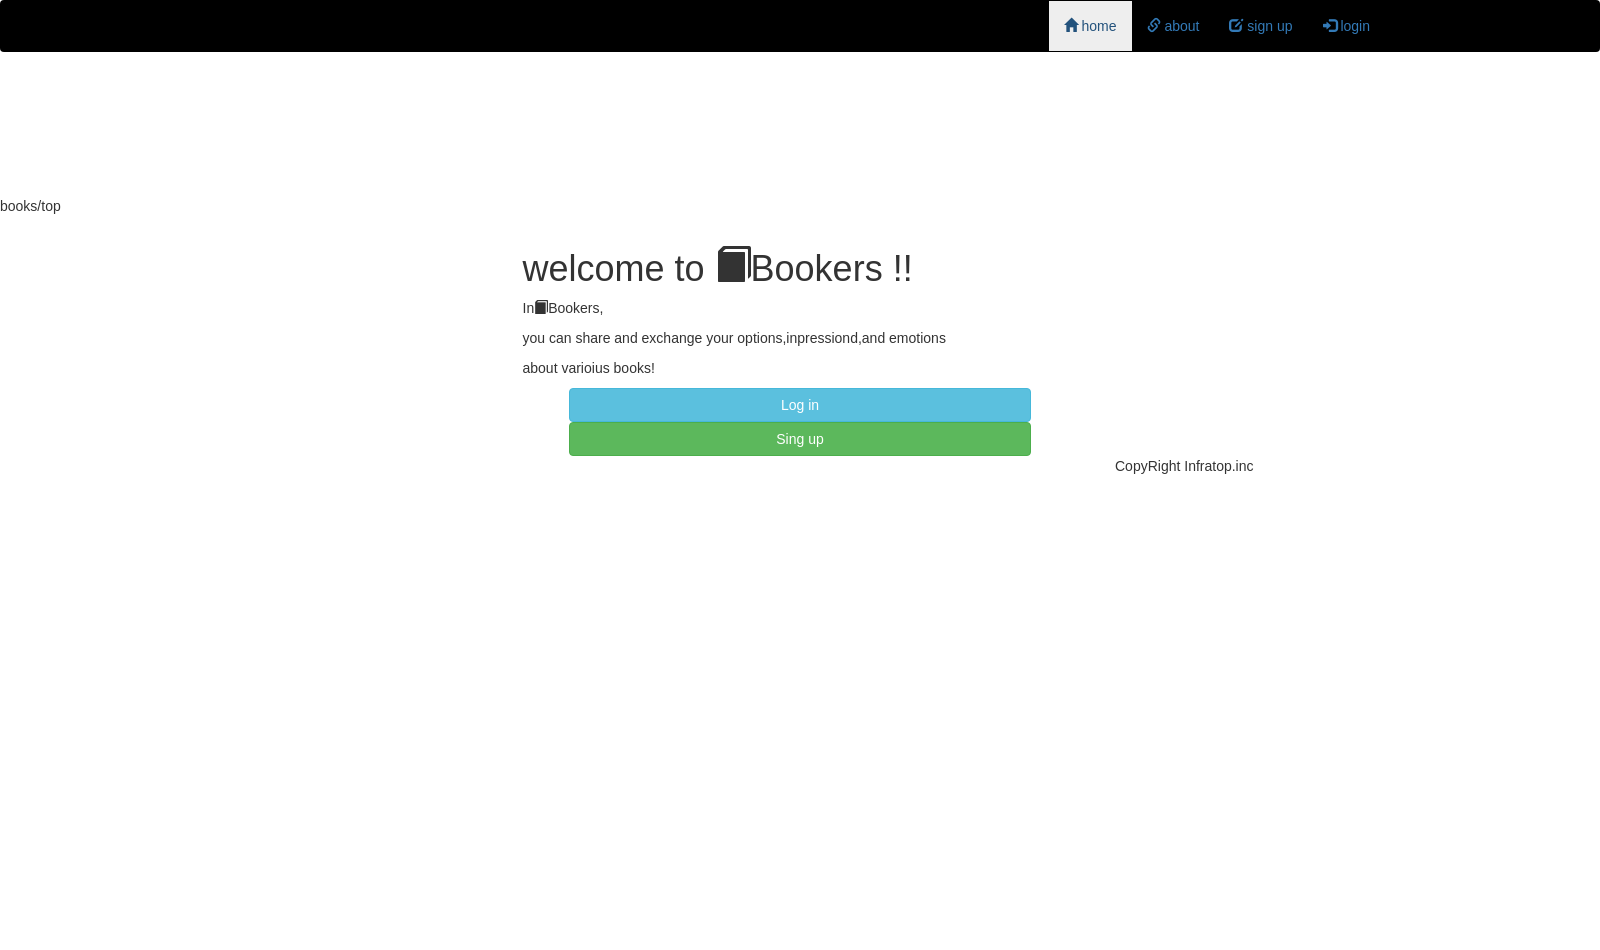 home about sign up login
books/top
welcome to Bookers !!
InBookers,
you can share and exchange your options,inpressiond,and emotions
about varioius books!
Log in
Sing up
CopyRight Infratop.inc